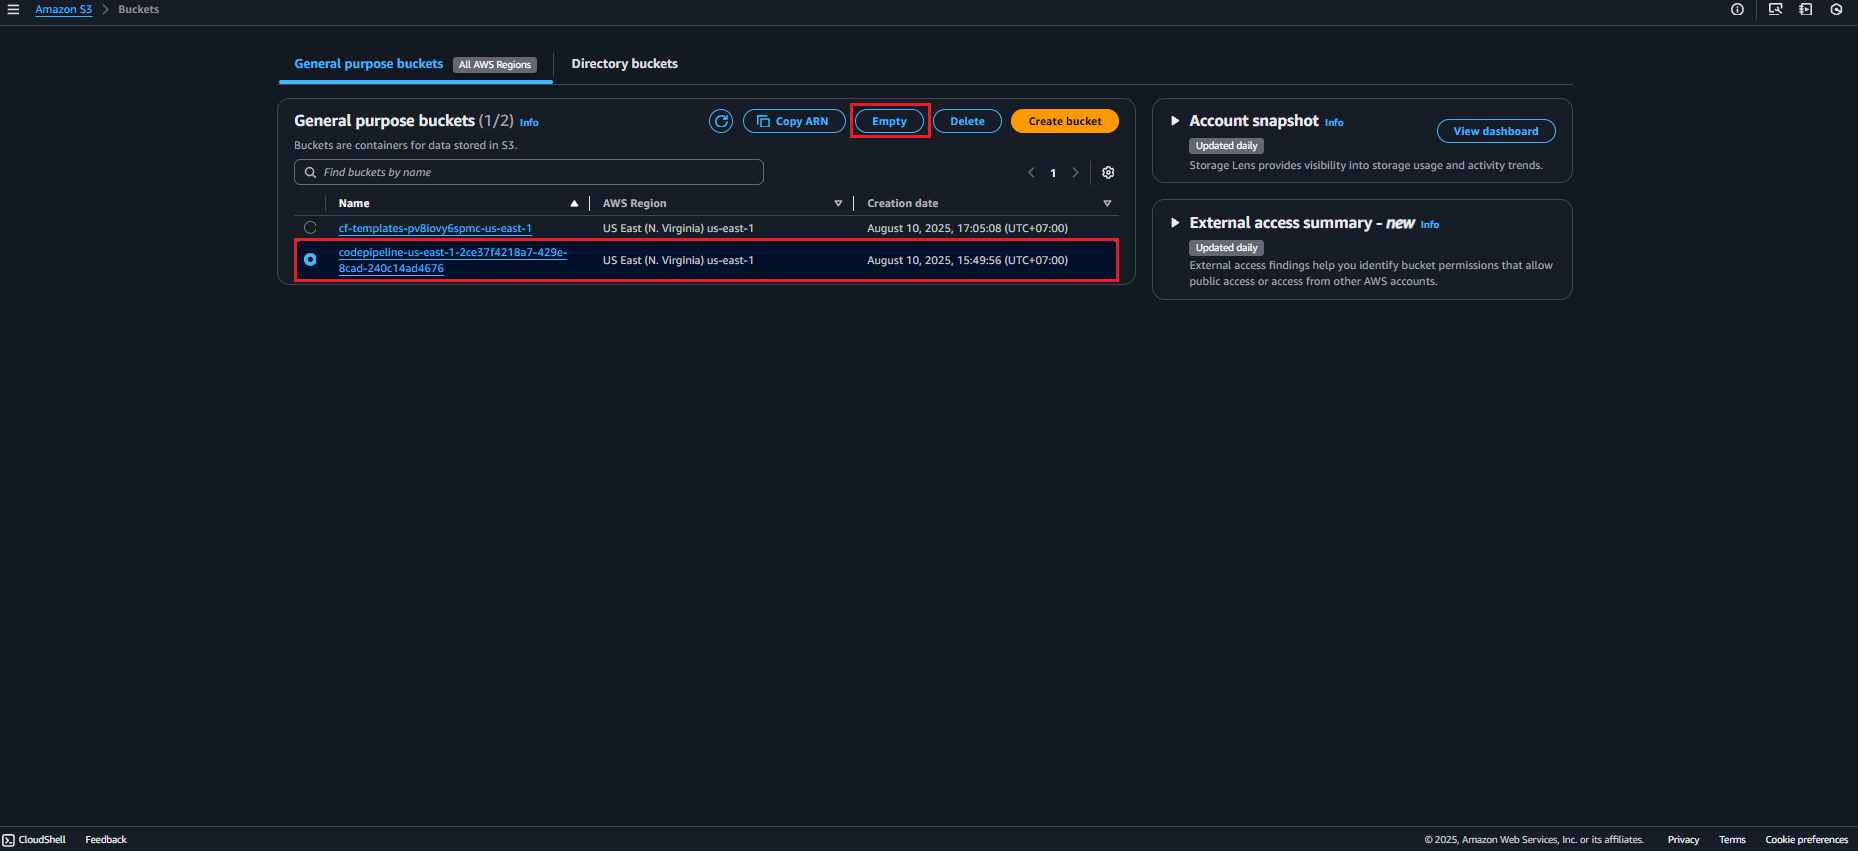 Amazon S3 > Buckets
General purpose buckets All AWS Regions Directory buckets
General purpose buckets (1/2) Info
Copy ARN Empty Delete Create bucket
Buckets are containers for data stored in S3.
Find buckets by name
1
Name AWS Region Creation date
cf-templates-pv8iovy6spmc-us-east-1 US East (N. Virginia) us-east-1 August 10, 2025, 17:05:08 (UTC+07:00)
codepipeline-us-east-1-2ce37f4218a7-429e-
8cad-240c14ad4676 US East (N. Virginia) us-east-1 August 10, 2025, 15:49:56 (UTC+07:00)
Account snapshot Info
View dashboard
Updated daily
Storage Lens provides visibility into storage usage and activity trends.
External access summary - new Info
Updated daily
External access findings help you identify bucket permissions that allow
public access or access from other AWS accounts.
CloudShell Feedback © 2025, Amazon Web Services, Inc. or its affiliates. Privacy Terms Cookie preferences